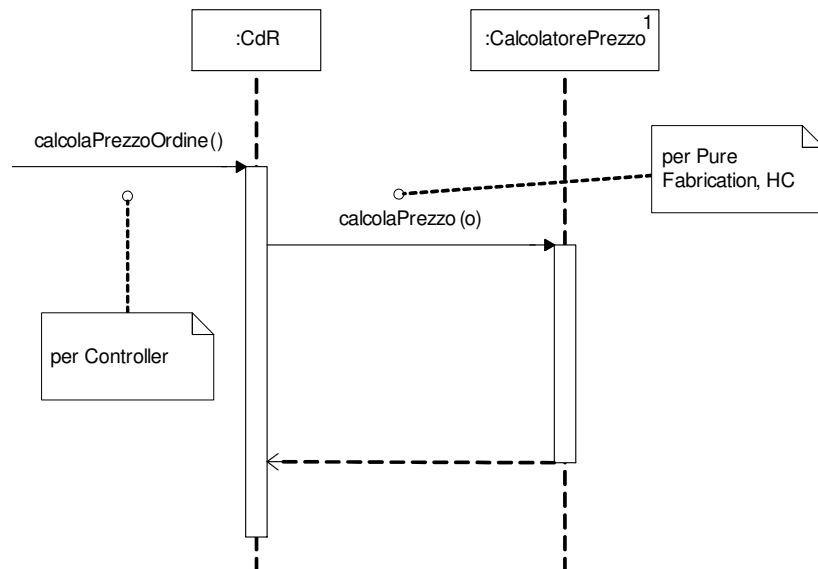 :CdR
:CalcolatorePrezzo
1
calcolaPrezzoOrdine()
per Pure
Fabrication, HC
calcolaPrezzo(o)
per Controller